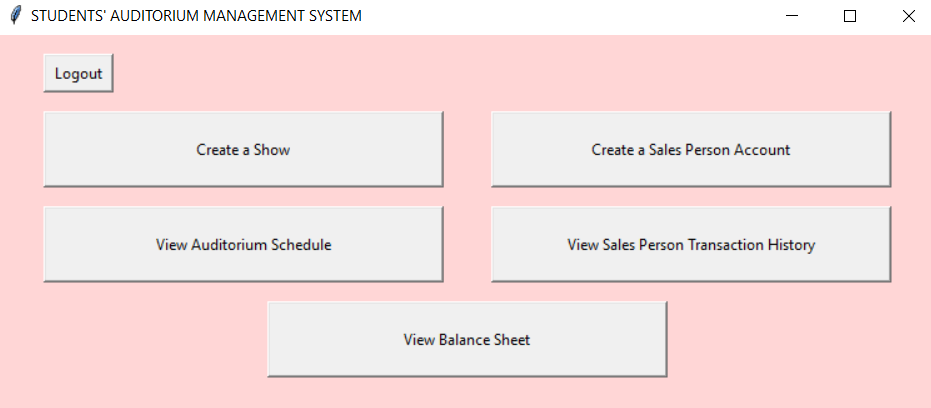 STUDENTS' AUDITORIUM MANAGEMENT SYSTEM
Logout
Create a Show
Create a Sales Person Account
View Auditorium Schedule
View Sales Person Transaction History
View Balance Sheet